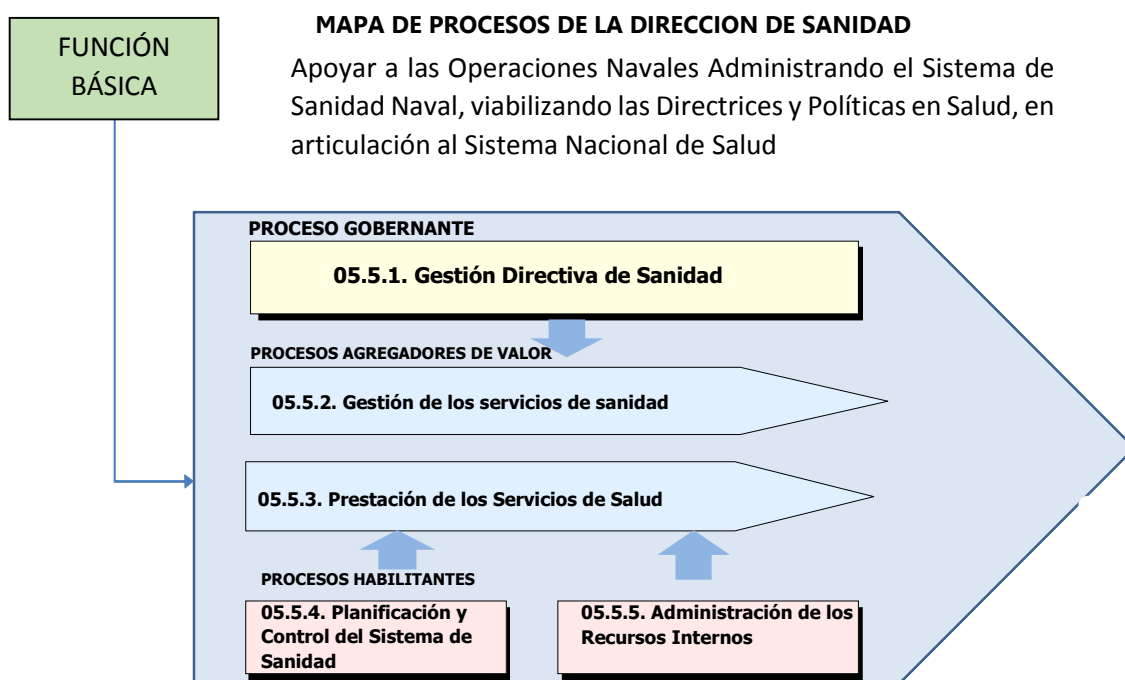 MAPA DE PROCESOS DE LA DIRECCION DE SANIDAD
FUNCIÓN
BÁSICA
Apoyar a las Operaciones Navales Administrando el Sistema de
Sanidad Naval, viabilizando las Directrices y Políticas en Salud, en
articulación al Sistema Nacional de Salud
PROCESO GOBERNANTE
05.5.1. Gestión Directiva de Sanidad
PROCESOS AGREGADORES DE VALOR
05.5.2. Gestión de los servicios de sanidad
05.5.3. Prestación de los Servicios de Salud
PROCESOS HABILITANTES
05.5.4. Planificación y
Control del Sistema de
Sanidad
05.5.5. Administración de los
Recursos Internos